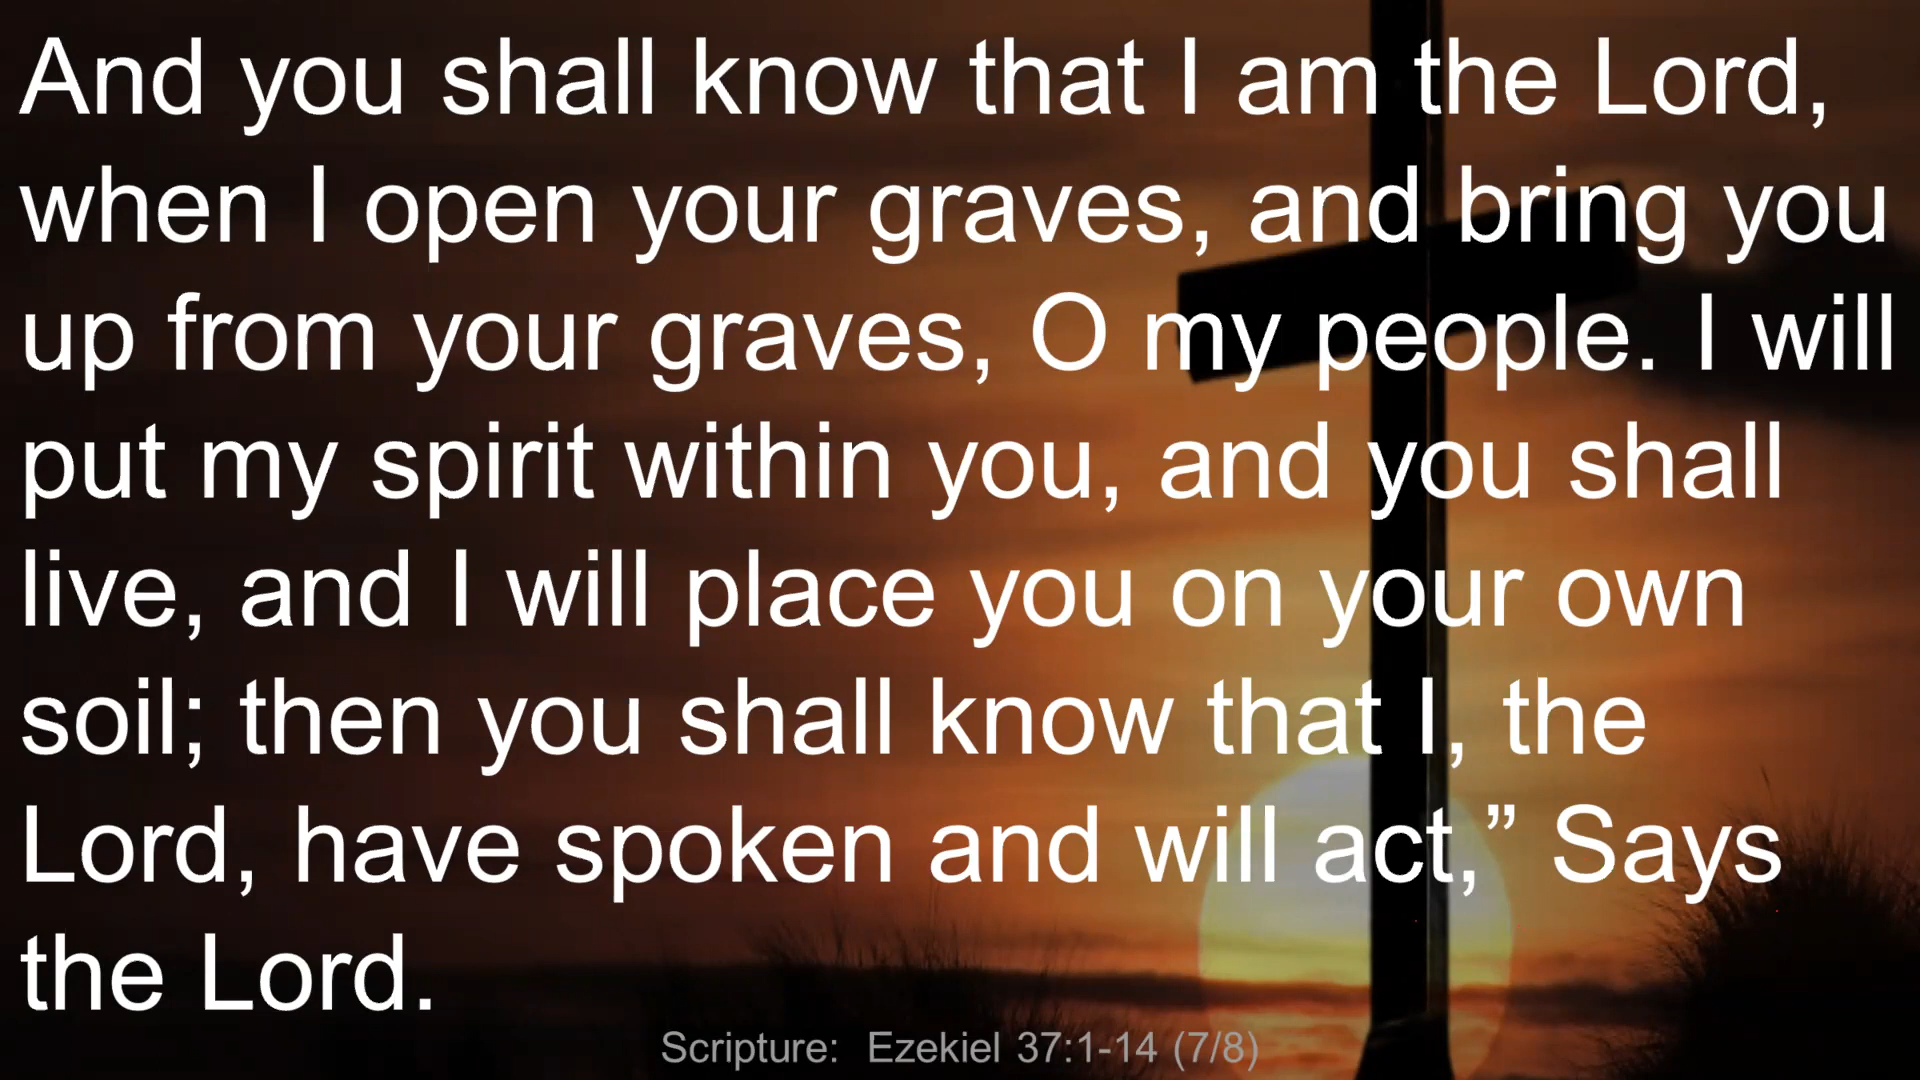 And you shall know that I am the Lord,
when I open your graves, and bring you
up from your graves, O my people. I will
put my spirit within you, and you shall
live, and I will place you on your own
soil; then you shall know that I, the
Lord, have spoken and will act,” Says
the Lord.
Scripture:  Ezekiel 37:1-14 (7/8)